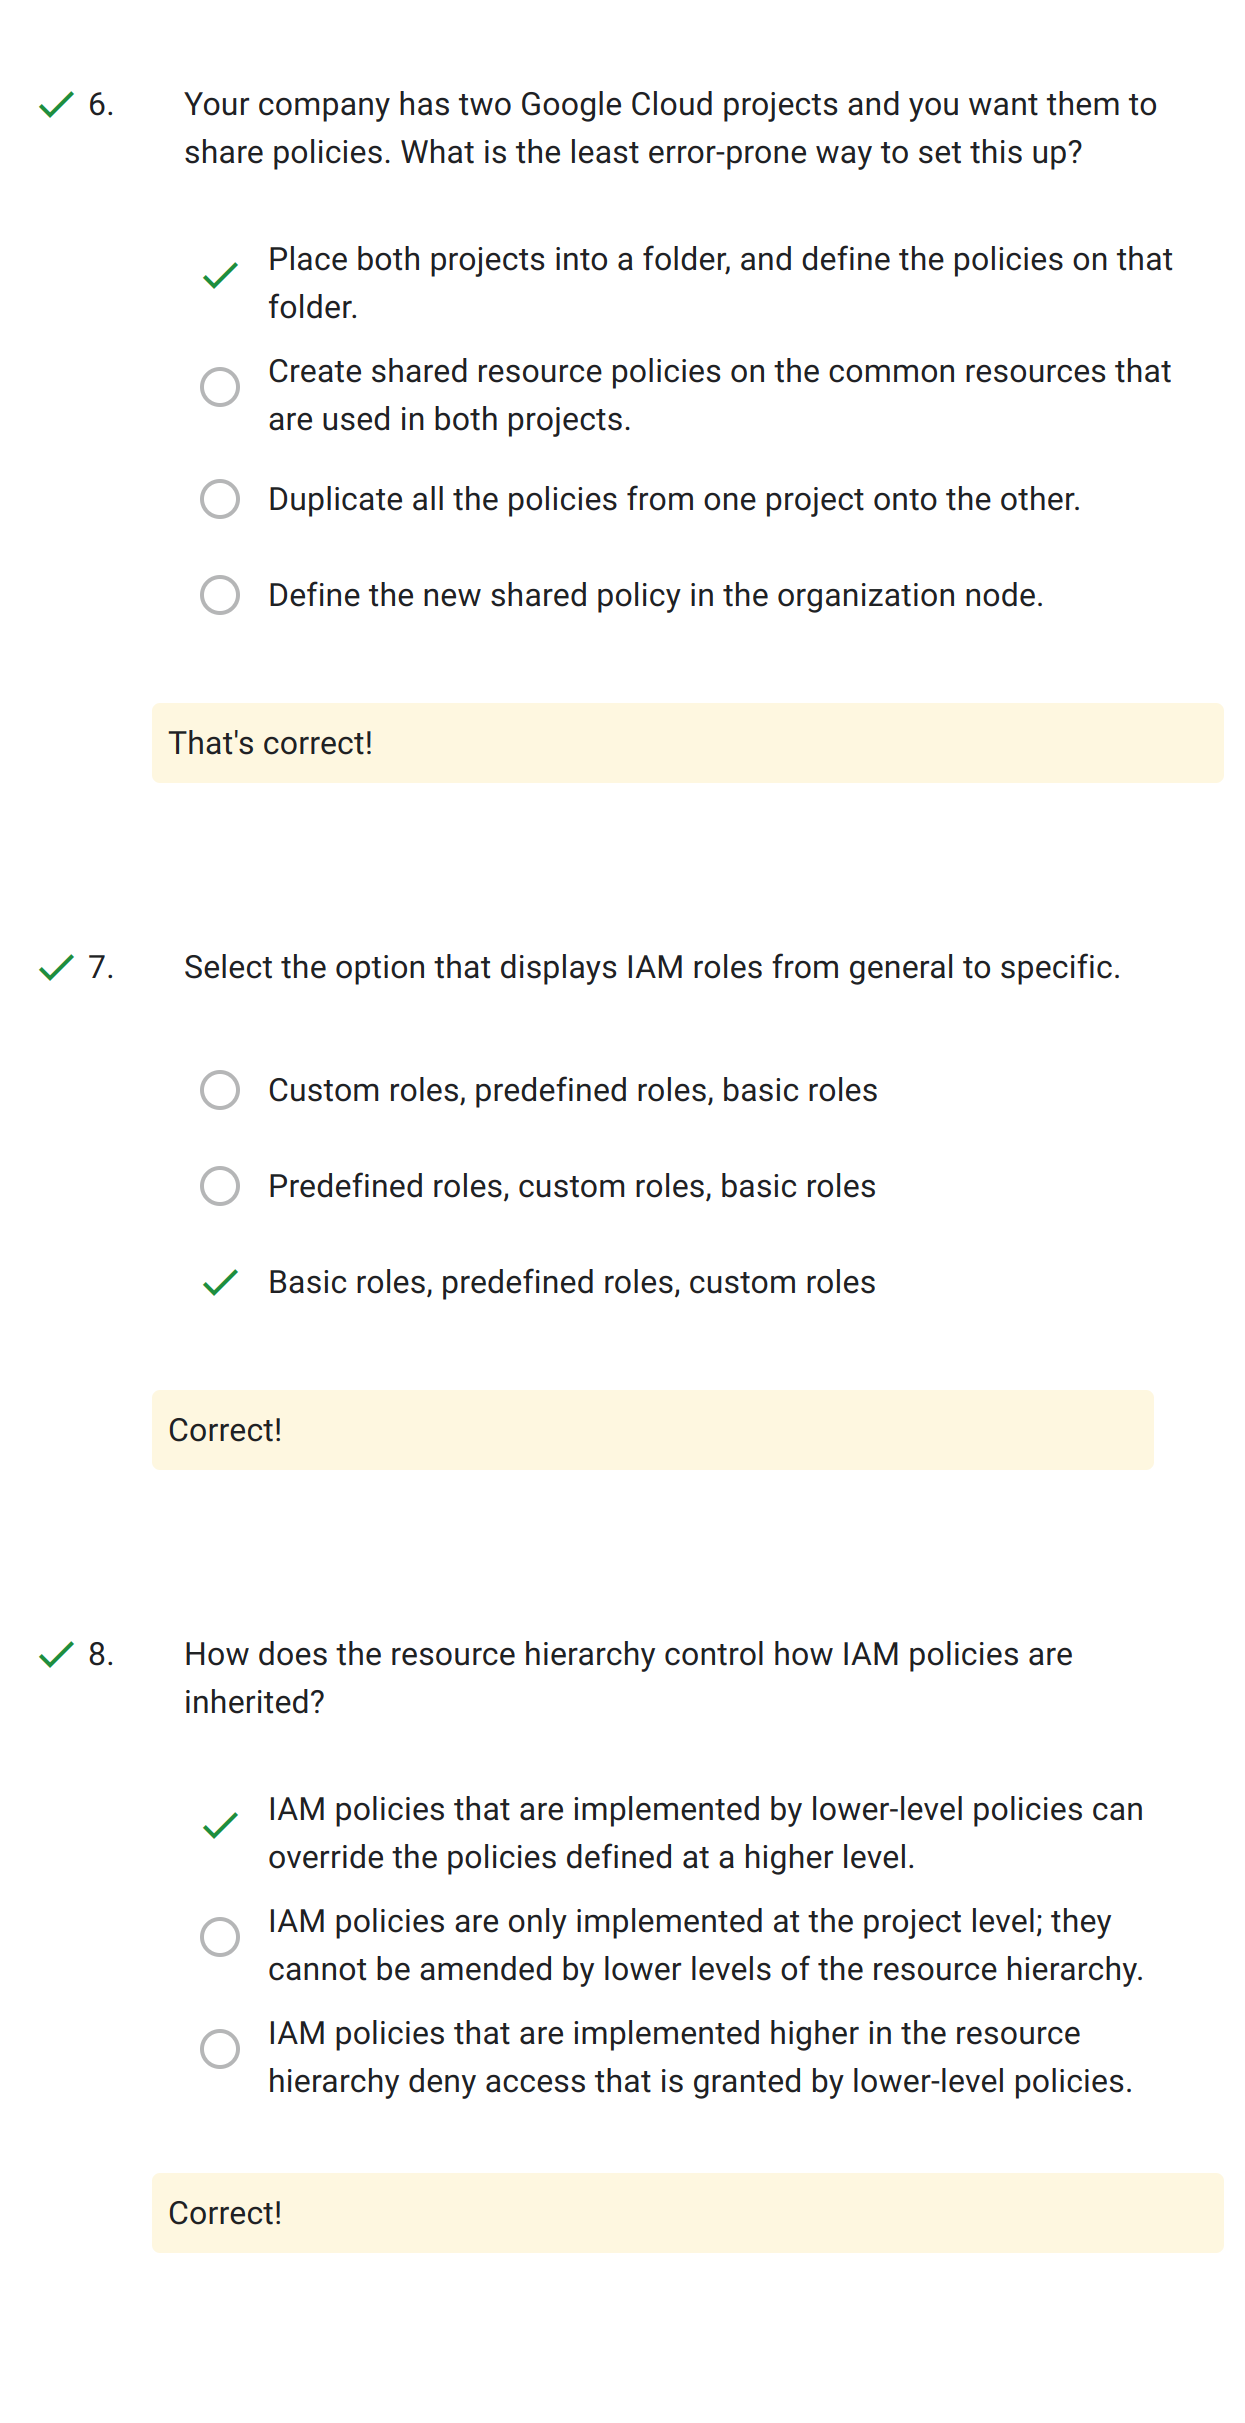 6. Your company has two Google Cloud projects and you want them to
share policies. What is the least error-prone way to set this up?
Place both projects into a folder, and define the policies on that
folder.
Create shared resource policies on the common resources that
are used in both projects.
Duplicate all the policies from one project onto the other.
Define the new shared policy in the organization node.
That's correct!
7. Select the option that displays IAM roles from general to specific.
Custom roles, predefined roles, basic roles
Predefined roles, custom roles, basic roles
Basic roles, predefined roles, custom roles
Correct!
8. How does the resource hierarchy control how IAM policies are
inherited?
IAM policies that are implemented by lower-level policies can
override the policies defined at a higher level.
IAM policies are only implemented at the project level; they
cannot be amended by lower levels of the resource hierarchy.
IAM policies that are implemented higher in the resource
hierarchy deny access that is granted by lower-level policies.
Correct!